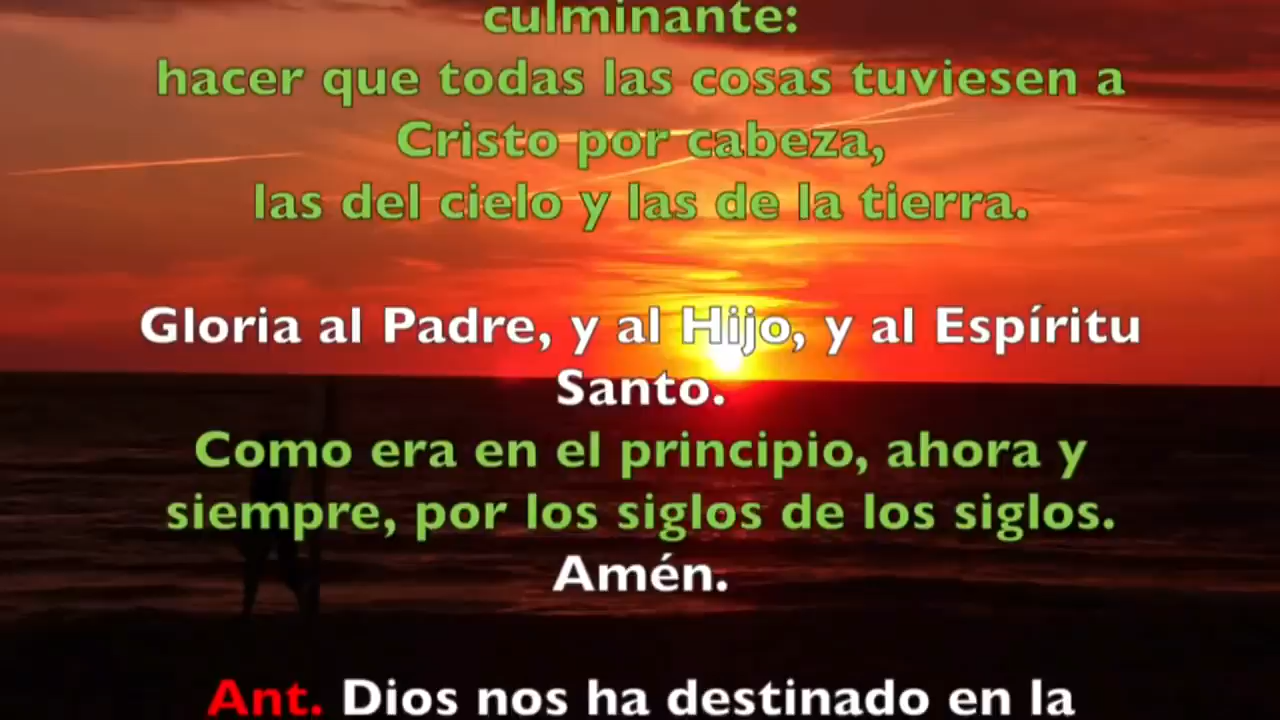 culminante:
hacer que todas las cosas tuviesen a
Cristo por cabeza,
las del cielo y las de la tierra.
Gloria al Padre, y al Hijo, y al Espíritu
Santo.
Como era en el principio, ahora y
siempre, por los siglos de los siglos.
Amén.
Ant. Dios nos ha destinado en la